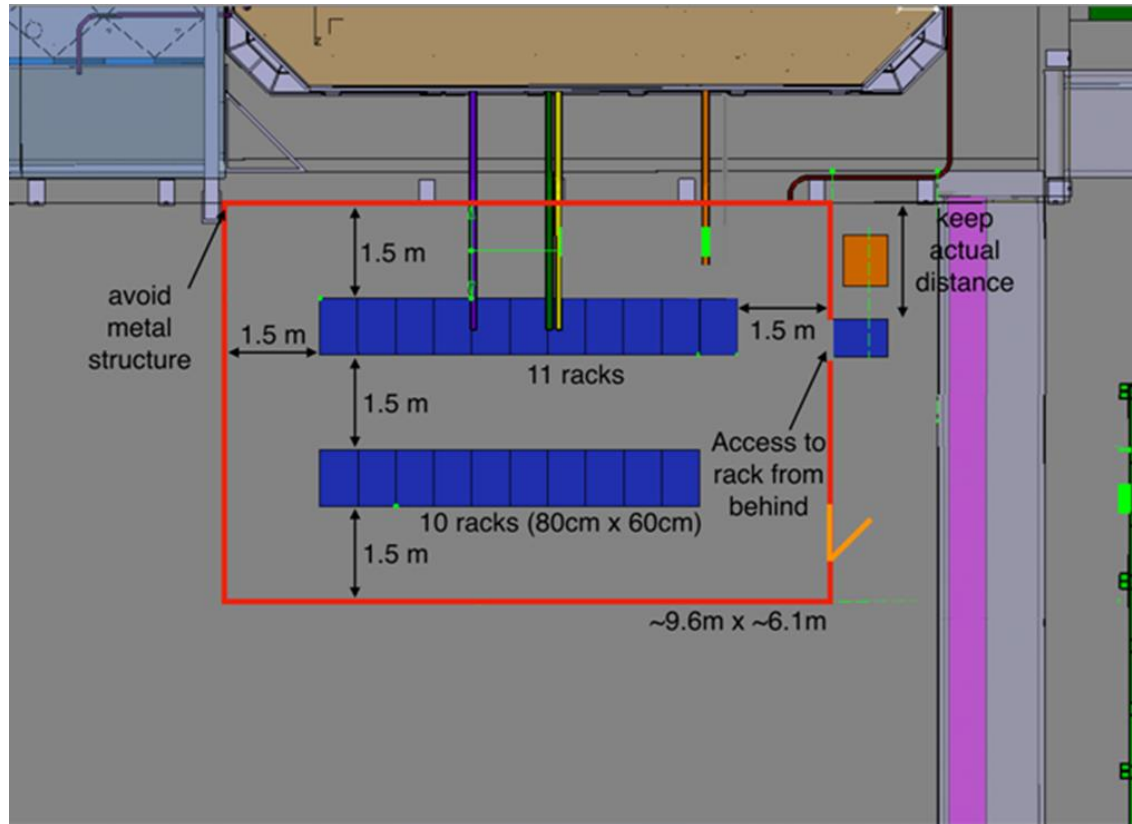 z
keep
actual
distance
1.5 m
avoid
metal
structure
1.5 m
1.5 m
11 racks
1.5 m
Access to
rack from
behind
10 racks (80cm x 60cm)
1.5 m
~9.6m x ~6.1m